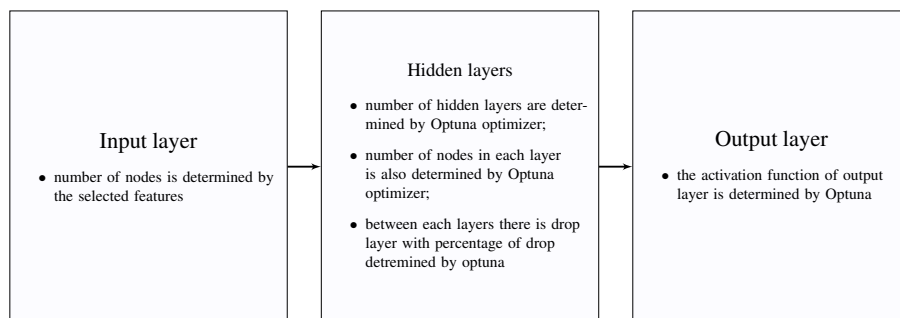 Input layer
• number of nodes is determined by
the selected features
Hidden layers
• number of hidden layers are deter-
mined by Optuna optimizer;
• number of nodes in each layer
is also determined by Optuna
optimizer;
• between each layers there is drop
layer with percentage of drop
detremined by optuna
Output layer
• the activation function of output
layer is determined by Optuna